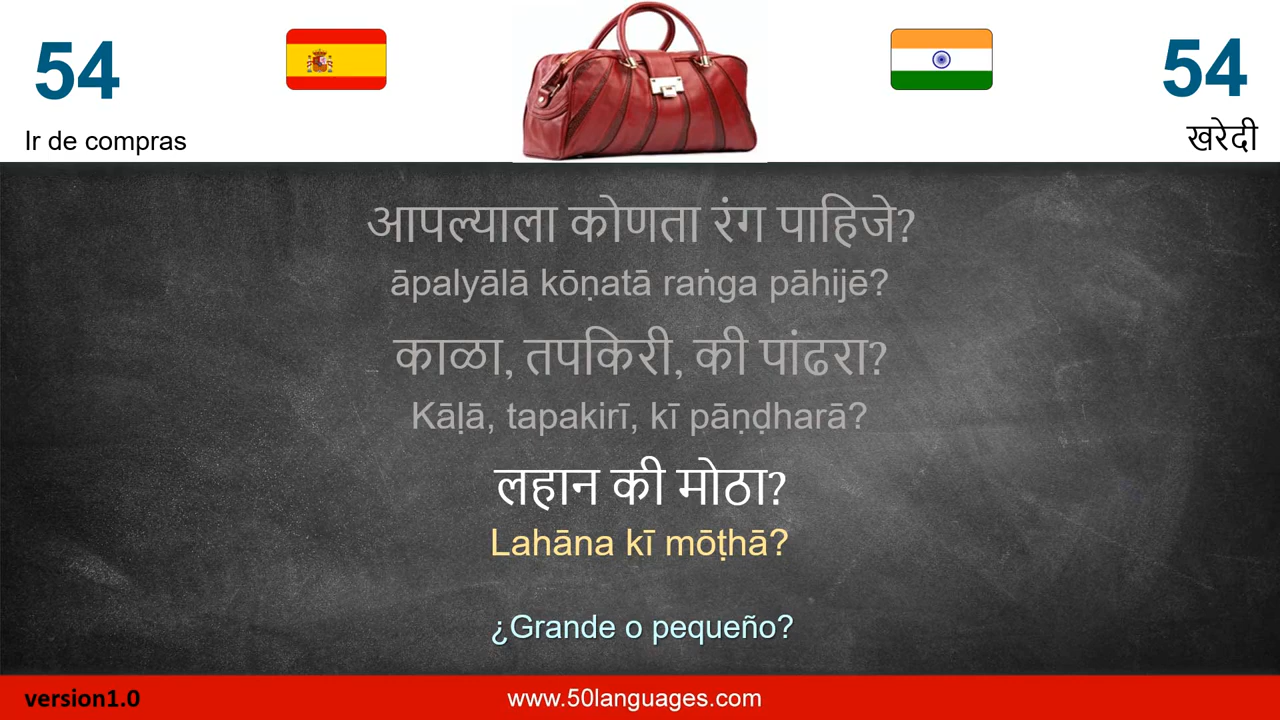 54
54
Ir de compras
खरेदी
आपल्याला कोणता रंग पाहिजे?
āpalyālā kōṇatā raṅga pāhijē?
काळा, तपकिरी, की पांढरा?
Kāḷā, tapakirī, kī pāṇḍharā?
लहान की मोठा?
Lahāna kī mōṭhā?
¿Grande o pequeño?
version1.0
www.50languages.com